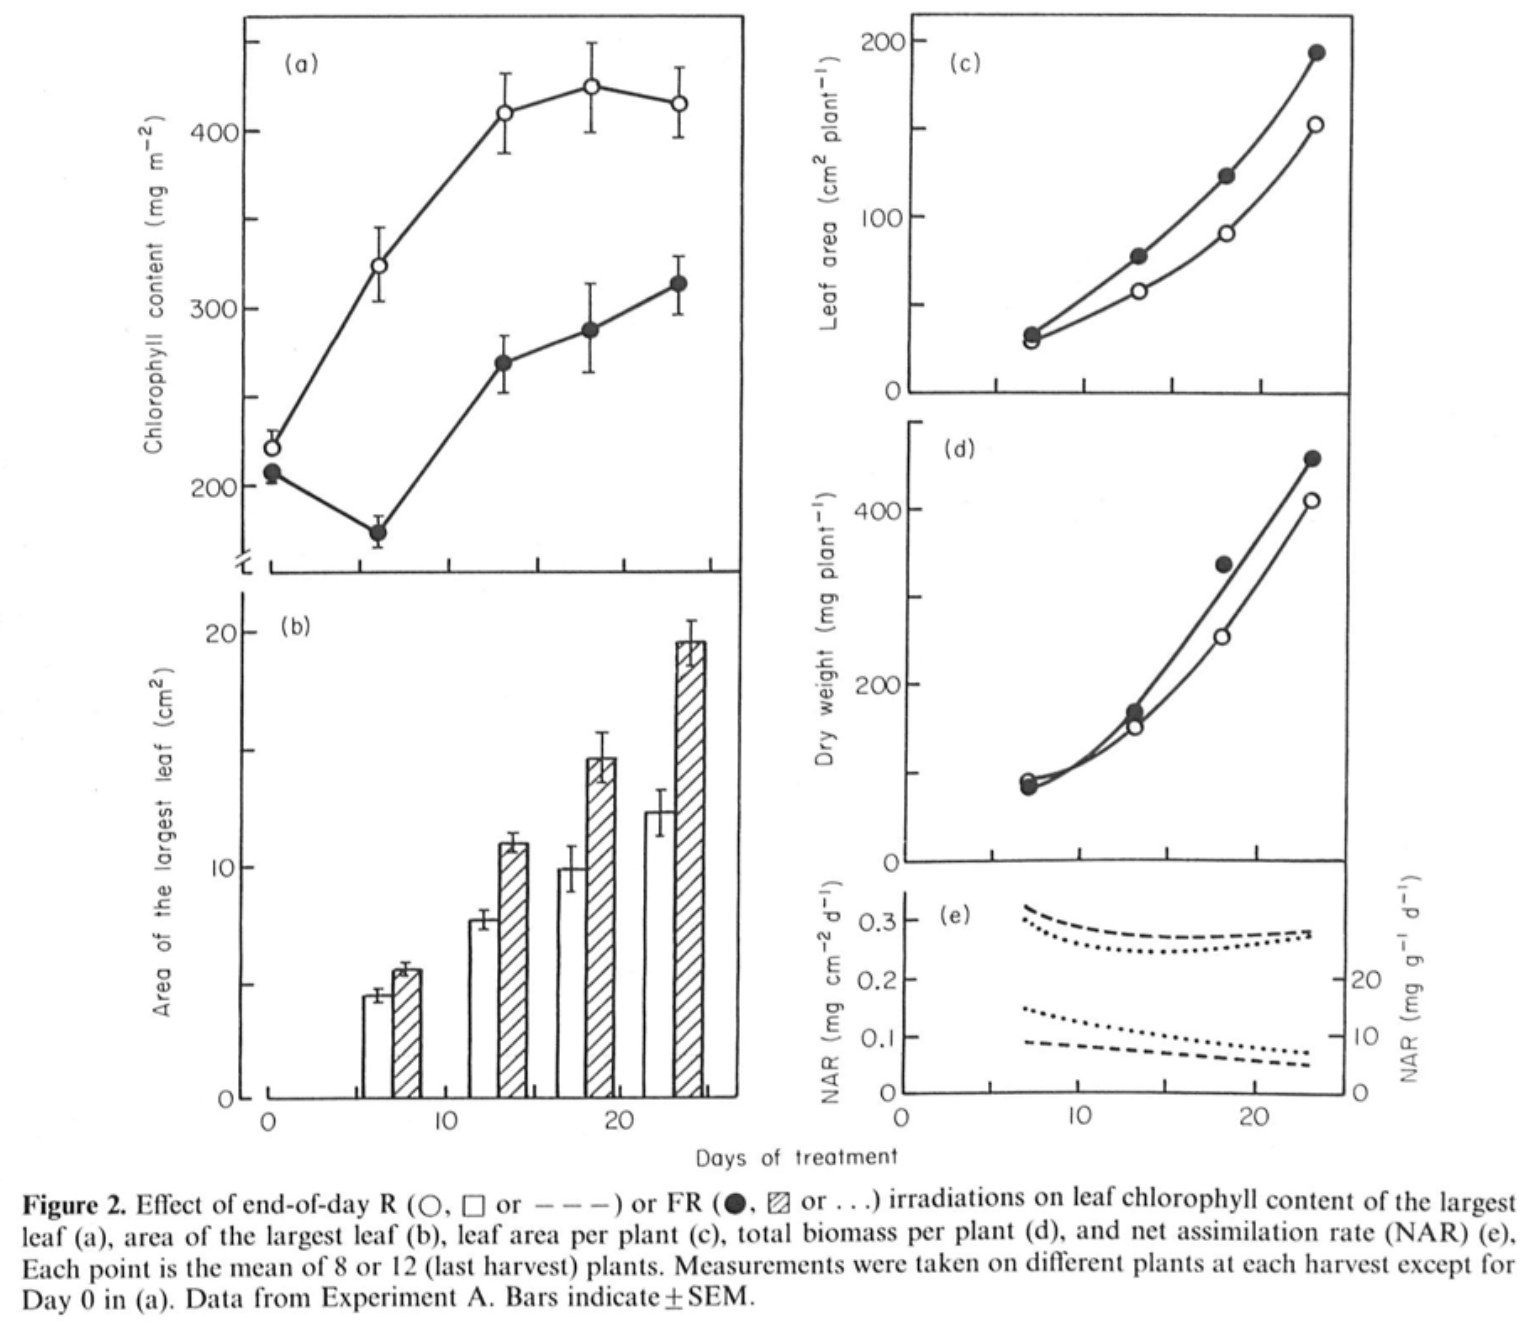 (a)
400
300
200
Chlorophyll content (mg m⁻²)
(b)
20
10
0
Area of the largest leaf (cm²)
0 10 20
(c)
200
100
0
Leaf area (cm² plant⁻¹)
(d)
400
200
0
Dry weight (mg plant⁻¹)
(e)
0.3
0.2
0.1
0
NAR (mg cm⁻² d⁻¹)
20
10
0
NAR (mg g⁻¹ d⁻¹)
0 10 20
Days of treatment
Figure 2. Effect of end-of-day R (○, □ or – – – –) or FR (●, ▨ or . . .) irradiations on leaf chlorophyll content of the largest
leaf (a), area of the largest leaf (b), leaf area per plant (c), total biomass per plant (d), and net assimilation rate (NAR) (e),
Each point is the mean of 8 or 12 (last harvest) plants. Measurements were taken on different plants at each harvest except for
Day 0 in (a). Data from Experiment A. Bars indicate ± SEM.